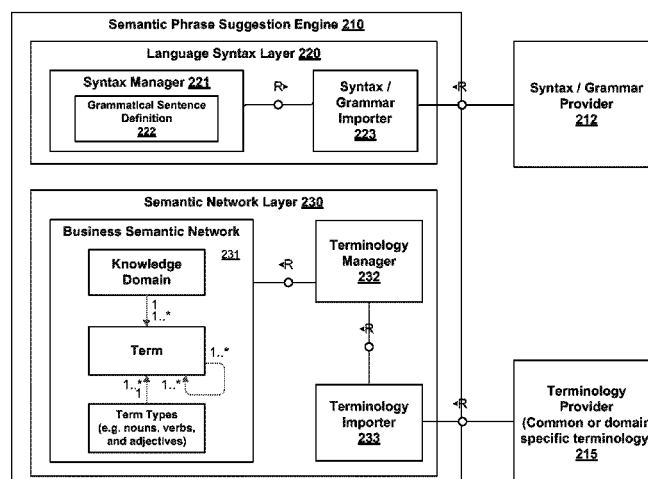 Semantic Phrase Suggestion Engine 210
Language Syntax Layer 220
Syntax Manager 221
Grammatical Sentence
Definition
222
R
Syntax /
Grammar
Importer
223
R
Syntax / Grammar
Provider
212
Semantic Network Layer 230
Business Semantic Network
231
Knowledge
Domain
1
1..*
Term
1..*
1..*
1..*
1
Term Types
(e.g. nouns, verbs,
and adjectives)
R
Terminology
Manager
232
R
Terminology
Importer
233
R
Terminology
Provider
(Common or domain
specific terminology
215